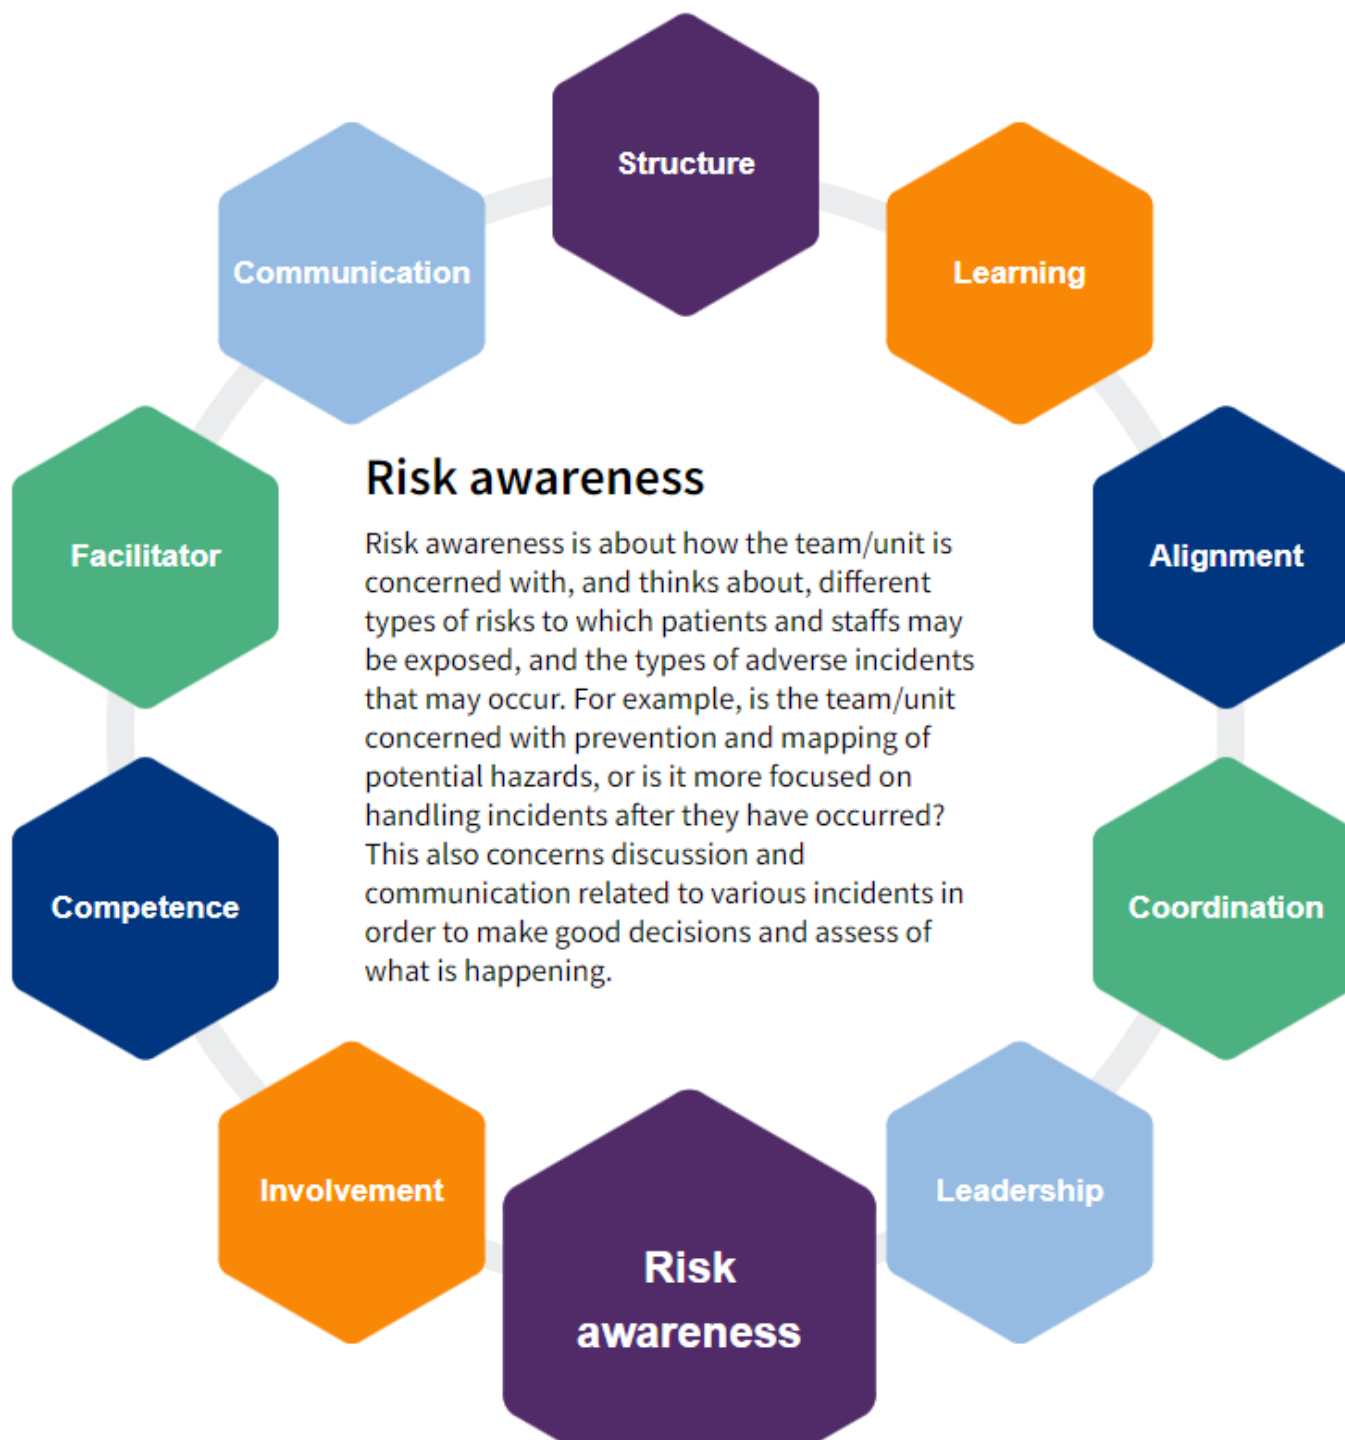 Structure
Communication
Learning
Risk awareness
Risk awareness is about how the team/unit is
concerned with, and thinks about, different
types of risks to which patients and staffs may
be exposed, and the types of adverse incidents
that may occur. For example, is the team/unit
concerned with prevention and mapping of
potential hazards, or is it more focused on
handling incidents after they have occurred?
This also concerns discussion and
communication related to various incidents in
order to make good decisions and assess of
what is happening.
Facilitator
Alignment
Competence
Coordination
Involvement
Leadership
Risk
awareness